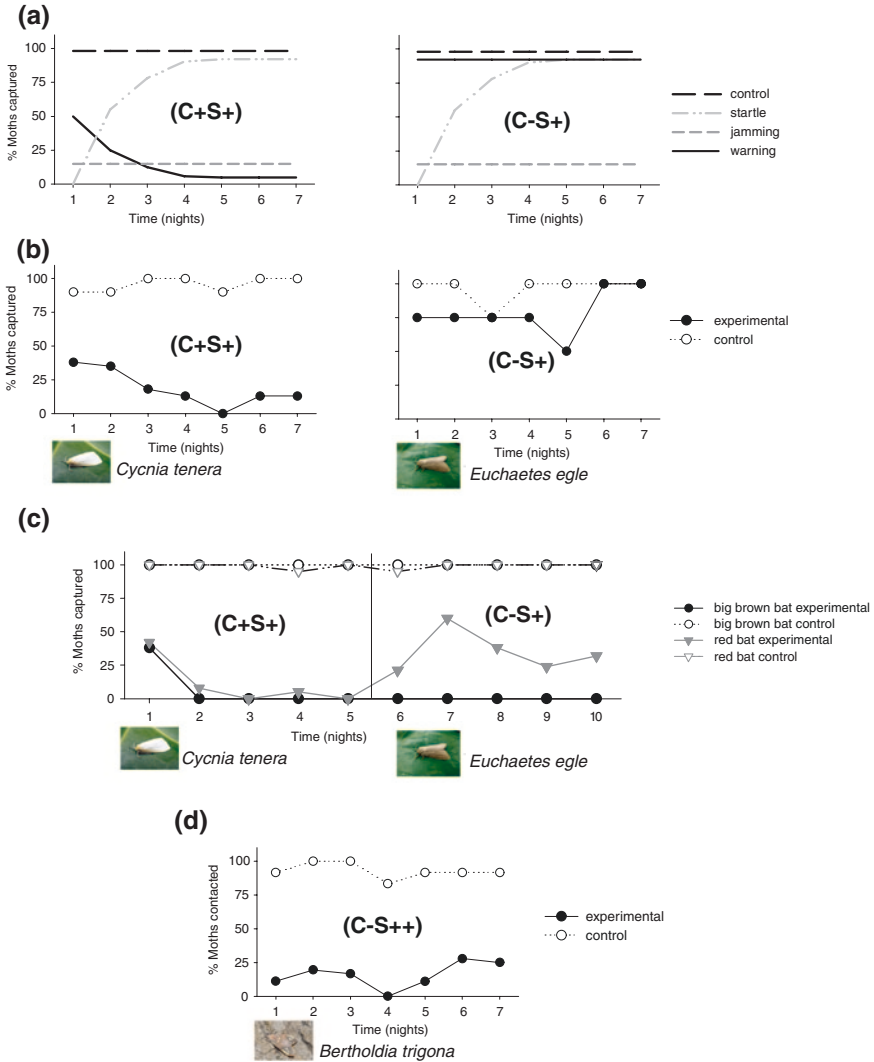 (a)
% Moths captured
100
75
50
25
0
(C+S+)
1 2 3 4 5 6 7
Time (nights)
(C-S+)
1 2 3 4 5 6 7
Time (nights)
control
startle
jamming
warning
(b)
% Moths captured
100
75
50
25
0
(C+S+)
1 2 3 4 5 6 7
Time (nights)
Cycnia tenera
(C-S+)
1 2 3 4 5 6 7
Time (nights)
Euchaetes egle
experimental
control
(c)
% Moths captured
100
75
50
25
0
(C+S+)
(C-S+)
1 2 3 4 5 6 7 8 9 10
Time (nights)
Cycnia tenera
Euchaetes egle
big brown bat experimental
big brown bat control
red bat experimental
red bat control
(d)
% Moths contacted
100
75
50
25
0
(C-S++)
1 2 3 4 5 6 7
Time (nights)
Bertholdia trigona
experimental
control